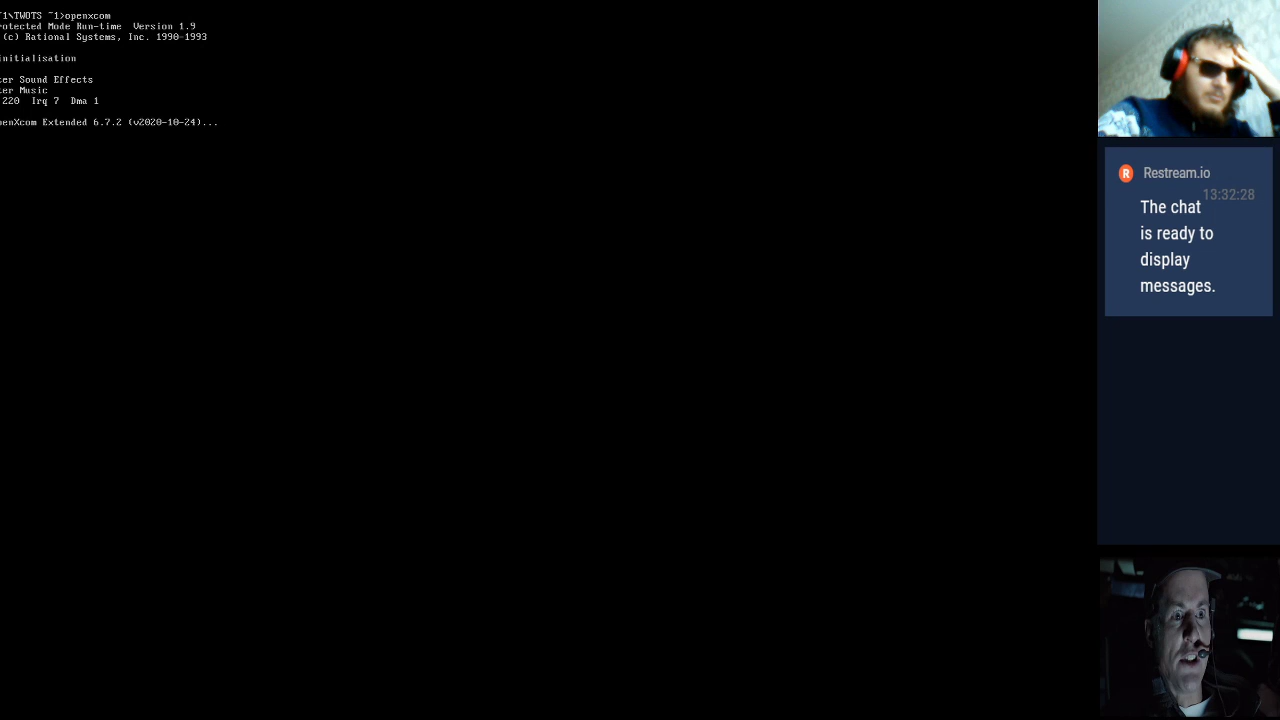 1\TWOTS ~1>openxcom
rotected Mode Run-time  Version 1.9
(c) Rational Systems, Inc. 1990-1993
initialisation
ter Sound Effects
ter Music
220  Irq 7  Dma 1
penXcom Extended 6.7.2 (v2020-10-24)...
R Restream.io
13:32:28
The chat
is ready to
display
messages.